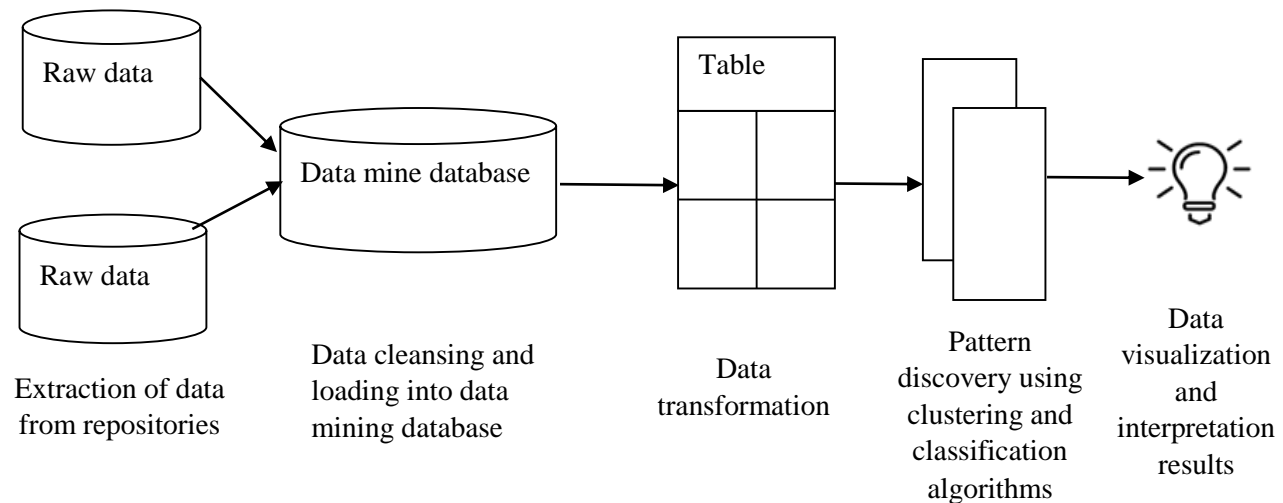 Raw data
Raw data
Data mine database
Table
Extraction of data
from repositories
Data cleansing and
loading into data
mining database
Data
transformation
Pattern
discovery using
clustering and
classification
algorithms
Data
visualization
and
interpretation
results